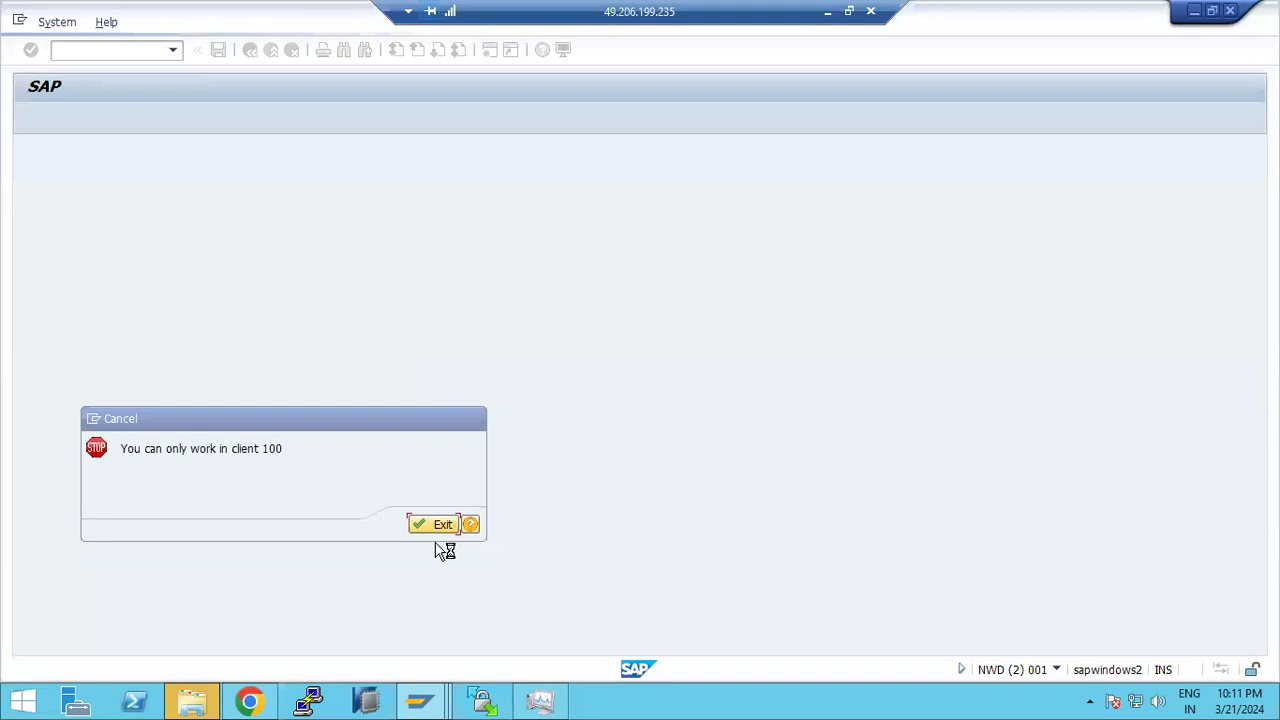 49.206.199.235
System Help
SAP
Cancel
STOP
You can only work in client 100
Exit
SAP
NWD (2) 001 sapwindows2 INS
ENG 10:11 PM
IN 3/21/2024